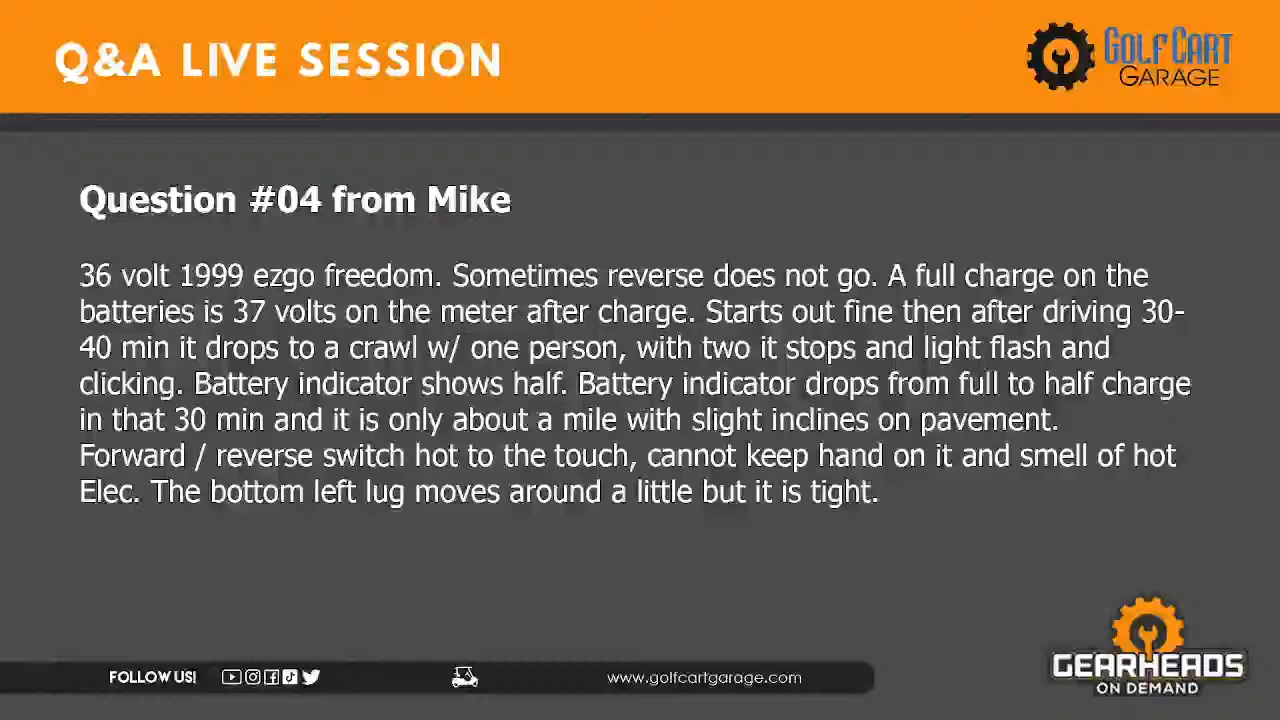 Q&A LIVE SESSION
GOLF CART
GARAGE
Question #04 from Mike
36 volt 1999 ezgo freedom. Sometimes reverse does not go. A full charge on the
batteries is 37 volts on the meter after charge. Starts out fine then after driving 30-
40 min it drops to a crawl w/ one person, with two it stops and light flash and
clicking. Battery indicator shows half. Battery indicator drops from full to half charge
in that 30 min and it is only about a mile with slight inclines on pavement.
Forward / reverse switch hot to the touch, cannot keep hand on it and smell of hot
Elec. The bottom left lug moves around a little but it is tight.
FOLLOW US!
www.golfcartgarage.com
GEARHEADS
ON DEMAND